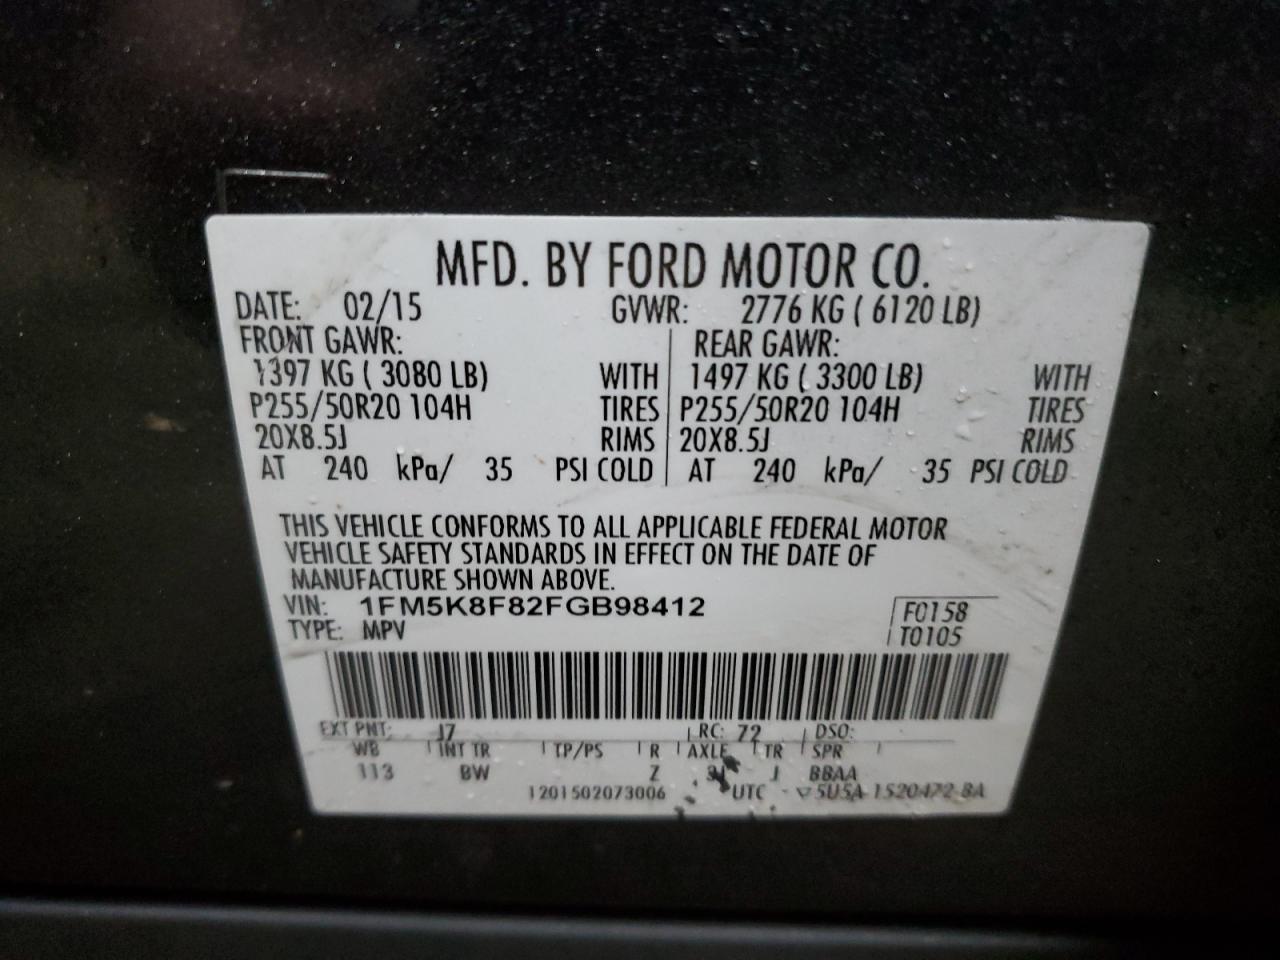 MFD. BY FORD MOTOR CO.
DATE: 02/15 GVWR: 2776 KG ( 6120 LB)
FRONT GAWR: REAR GAWR:
1397 KG ( 3080 LB) WITH 1497 KG ( 3300 LB) WITH
P255/50R20 104H TIRES P255/50R20 104H TIRES
20X8.5J RIMS 20X8.5J RIMS
AT 240 kPa/ 35 PSI COLD AT 240 kPa/ 35 PSI COLD
THIS VEHICLE CONFORMS TO ALL APPLICABLE FEDERAL MOTOR
VEHICLE SAFETY STANDARDS IN EFFECT ON THE DATE OF
MANUFACTURE SHOWN ABOVE.
VIN: 1FM5K8F82FGB98412 F0158
TYPE: MPV T0105
EXT PNT: J7 RC: 72 DSO:
WB INT TR TP/PS R AXLE TR SPR
113 BW Z J BBAA
1201502073006 UTC 5U5A-1520472-BA